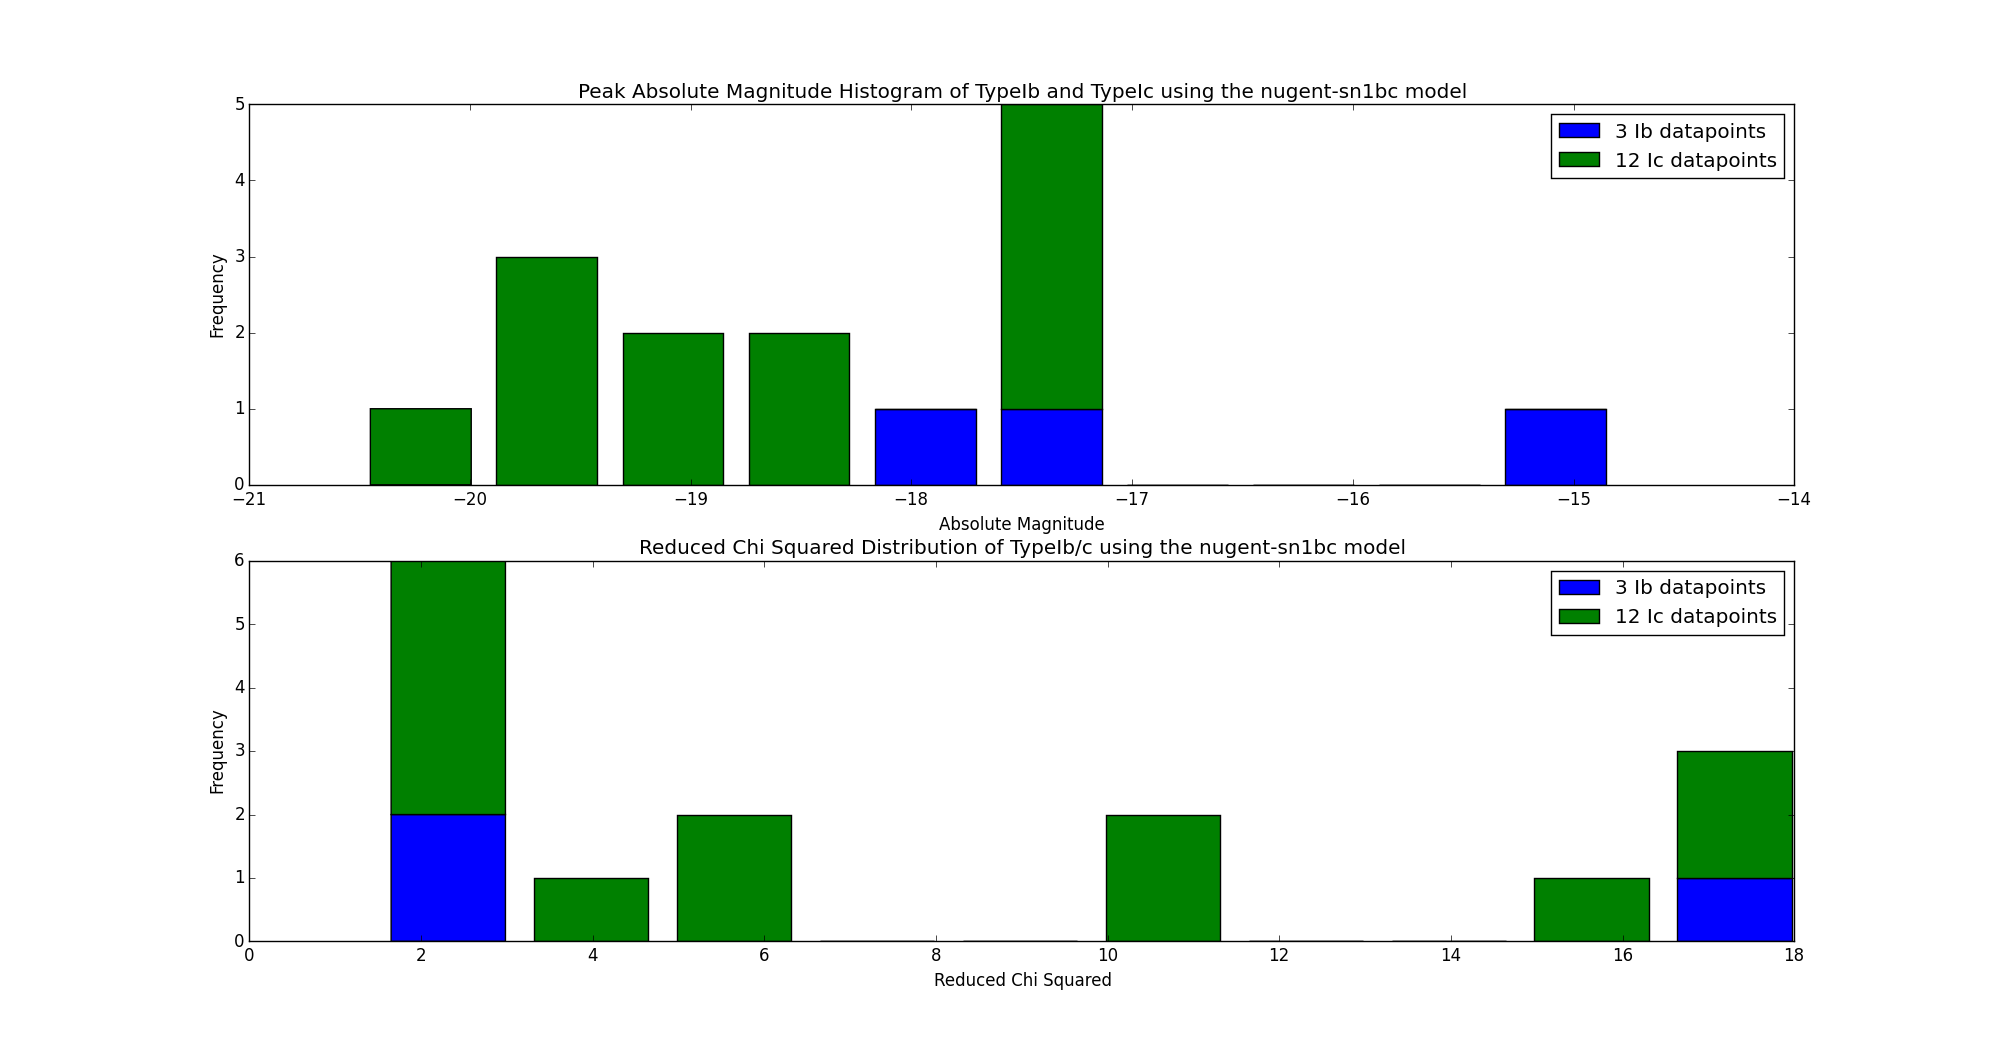 Peak Absolute Magnitude Histogram of TypeIb and TypeIc using the nugent-sn1bc model
5
4
3
2
1
0
Frequency
3 Ib datapoints
12 Ic datapoints
−21 −20 −19 −18 −17 −16 −15 −14
Absolute Magnitude
Reduced Chi Squared Distribution of TypeIb/c using the nugent-sn1bc model
6
5
4
3
2
1
0
Frequency
3 Ib datapoints
12 Ic datapoints
0 2 4 6 8 10 12 14 16 18
Reduced Chi Squared